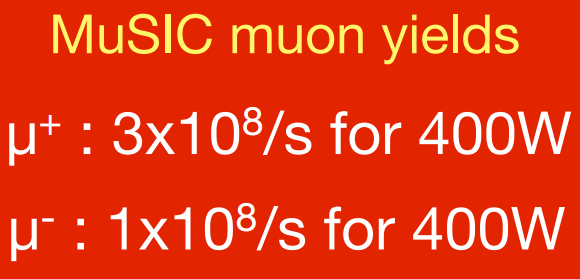 MuSIC muon yields
μ⁺ : 3x10⁸/s for 400W
μ⁻ : 1x10⁸/s for 400W